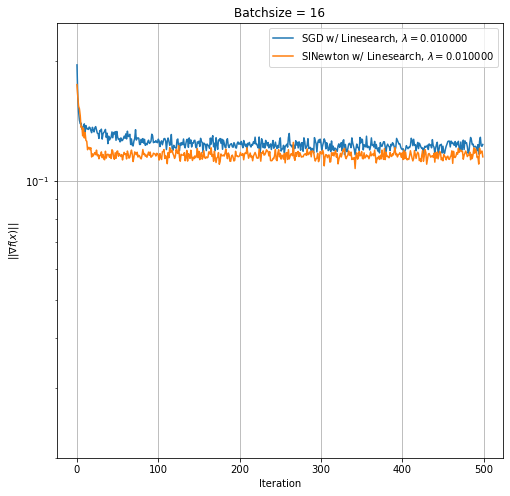 Batchsize = 16
SGD w/ Linesearch, λ = 0.010000
SINewton w/ Linesearch, λ = 0.010000
10⁻¹
||∇f(x)||
0 100 200 300 400 500
Iteration